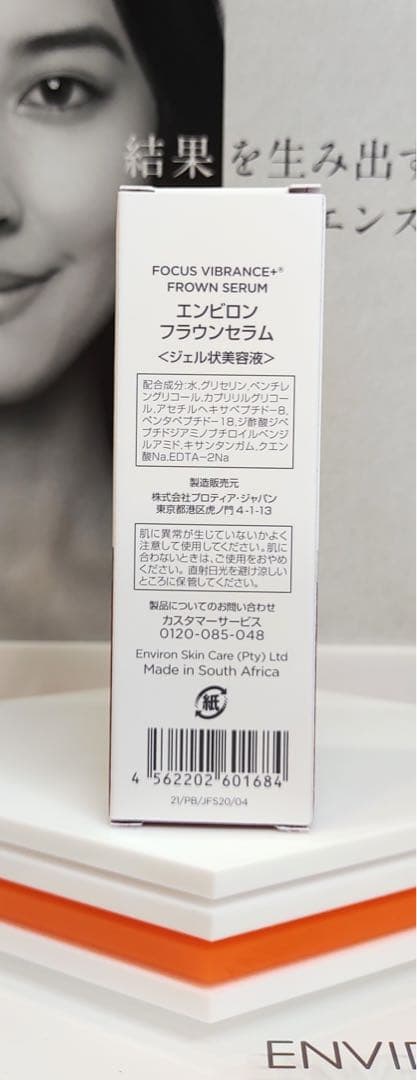 結果を生み出す
エンス
FOCUS VIBRANCE+®
FROWN SERUM
エンビロン
フラウンセラム
<ジェル状美容液>
配合成分:水,グリセリン,ペンチレ
ングリコール,カプリリルグリコー
ル,アセチルヘキサペプチド-8,
ペンタペプチド-18,ジ酢酸ジペ
プチドジアミノブチロイルベンジ
ルアミド,キサンタンガム,クエン
酸Na,EDTA-2Na
製造販売元
株式会社プロティア・ジャパン
東京都港区虎ノ門4-1-13
肌に異常が生じていないかよく
注意して使用してください。肌に
合わないときは、ご使用をおやめ
ください。直射日光を避け涼しい
ところに保管してください。
製品についてのお問い合わせ
カスタマーサービス
0120-085-048
Environ Skin Care (Pty) Ltd
Made in South Africa
紙
4 562202 601684
21/PB/JFS20/04
ENVI